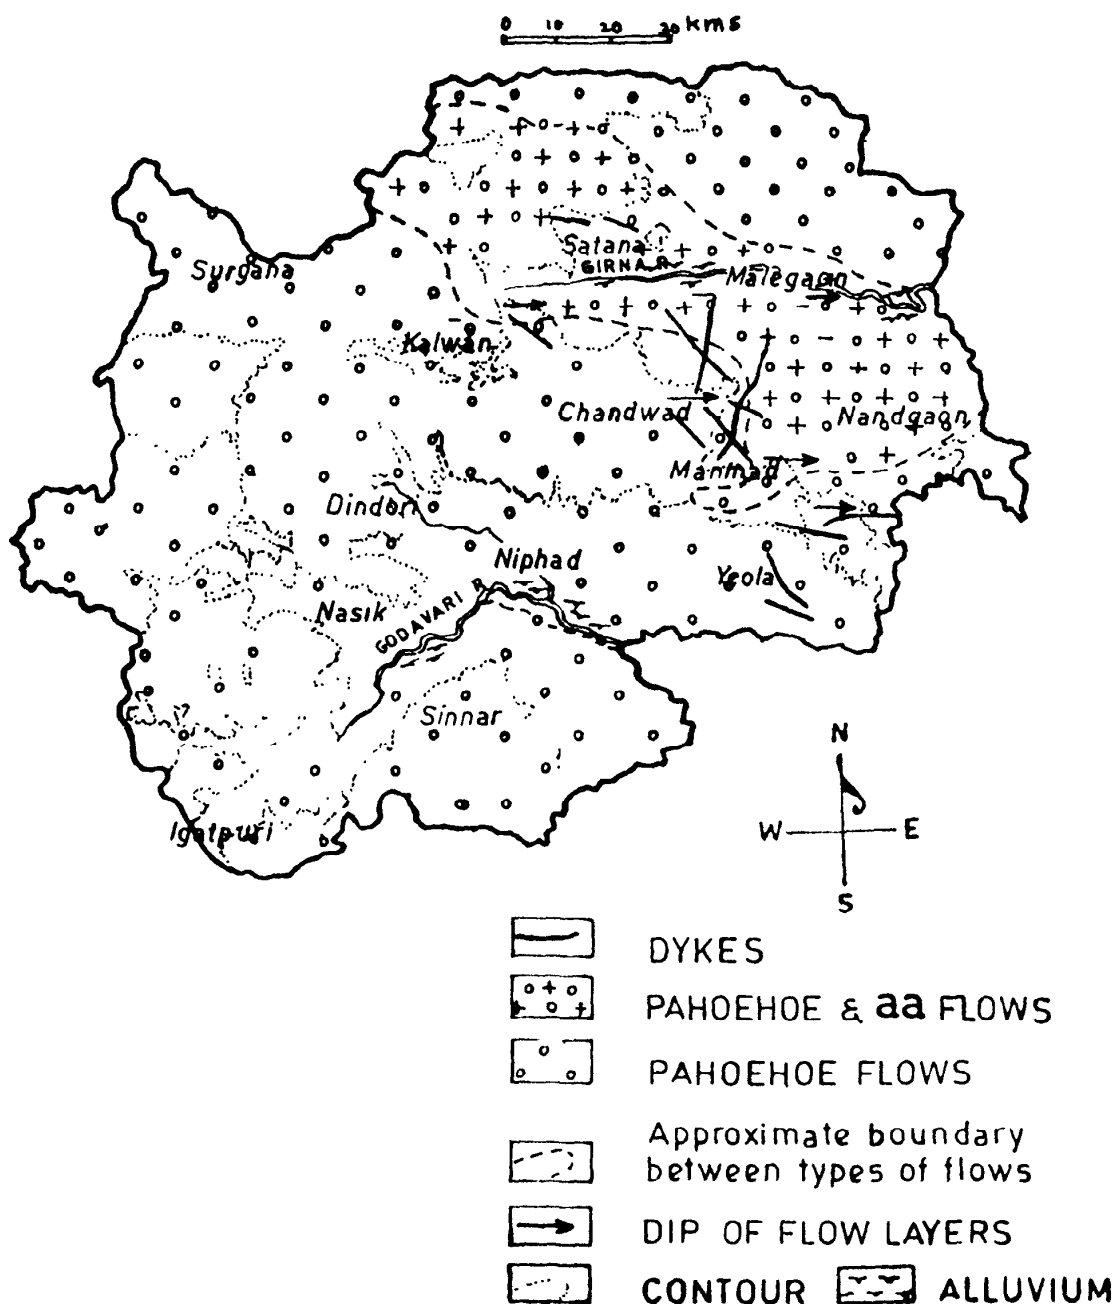 0 10 20 30 kms
Satana
GIRNA R.
Surgana
Malegaon
Kalwan
Chandwad
Nandgaon
Manmad
Dindori
Niphad
Yeola
Nasik
GODAVARI R
Sinnar
Igatpuri
N
W E
S
DYKES
PAHOEHOE & aa FLOWS
PAHOEHOE FLOWS
Approximate boundary
between types of flows
DIP OF FLOW LAYERS
CONTOUR ALLUVIUM